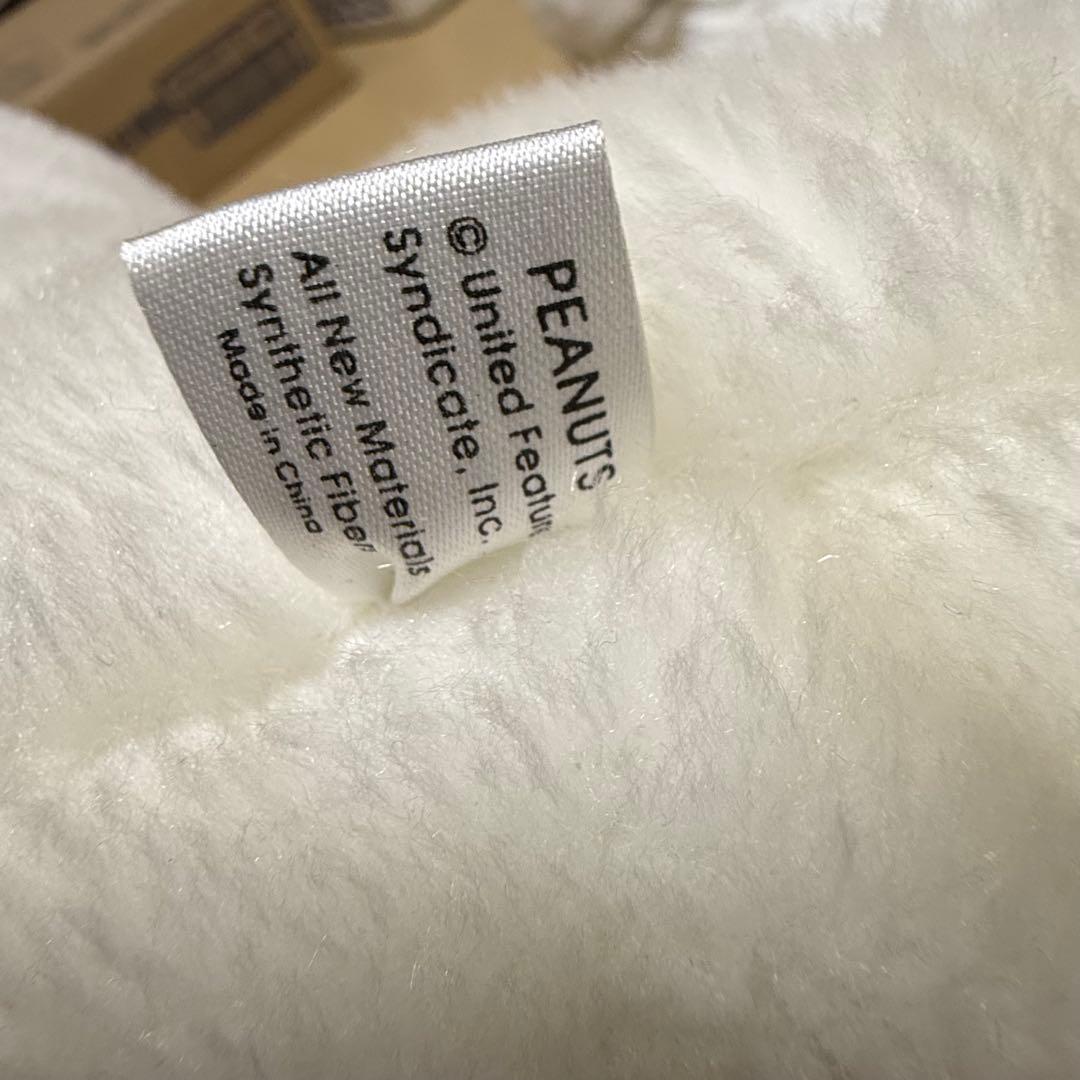 PEANUTS
© United Featur
Syndicate, Inc.
All New Materials
Synthetic Fiber
Made in China